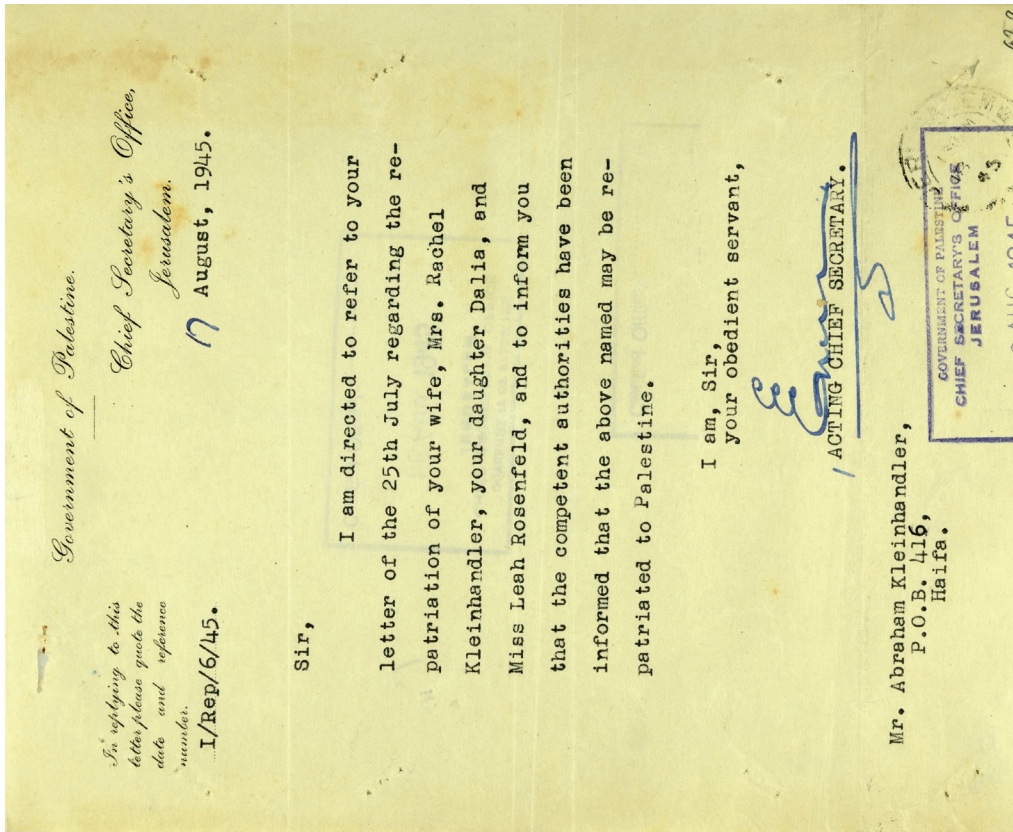 Government of Palestine.
In replying to this
letter please quote the
date and reference
number.
I/Rep/6/45.
Chief Secretary's Office,
Jerusalem.
17 August, 1945.
Sir,
I am directed to refer to your
letter of the 25th July regarding the re-
patriation of your wife, Mrs. Rachel
Kleinhandler, your daughter Dalia, and
Miss Leah Rosenfeld, and to inform you
that the competent authorities have been
informed that the above named may be re-
patriated to Palestine.
I am, Sir,
your obedient servant,
ACTING CHIEF SECRETARY.
Mr. Abraham Kleinhandler,
P.O.B. 416,
Haifa.
GOVERNMENT OF PALESTINE
CHIEF SECRETARY'S OFFICE
JERUSALEM
AUG 1945